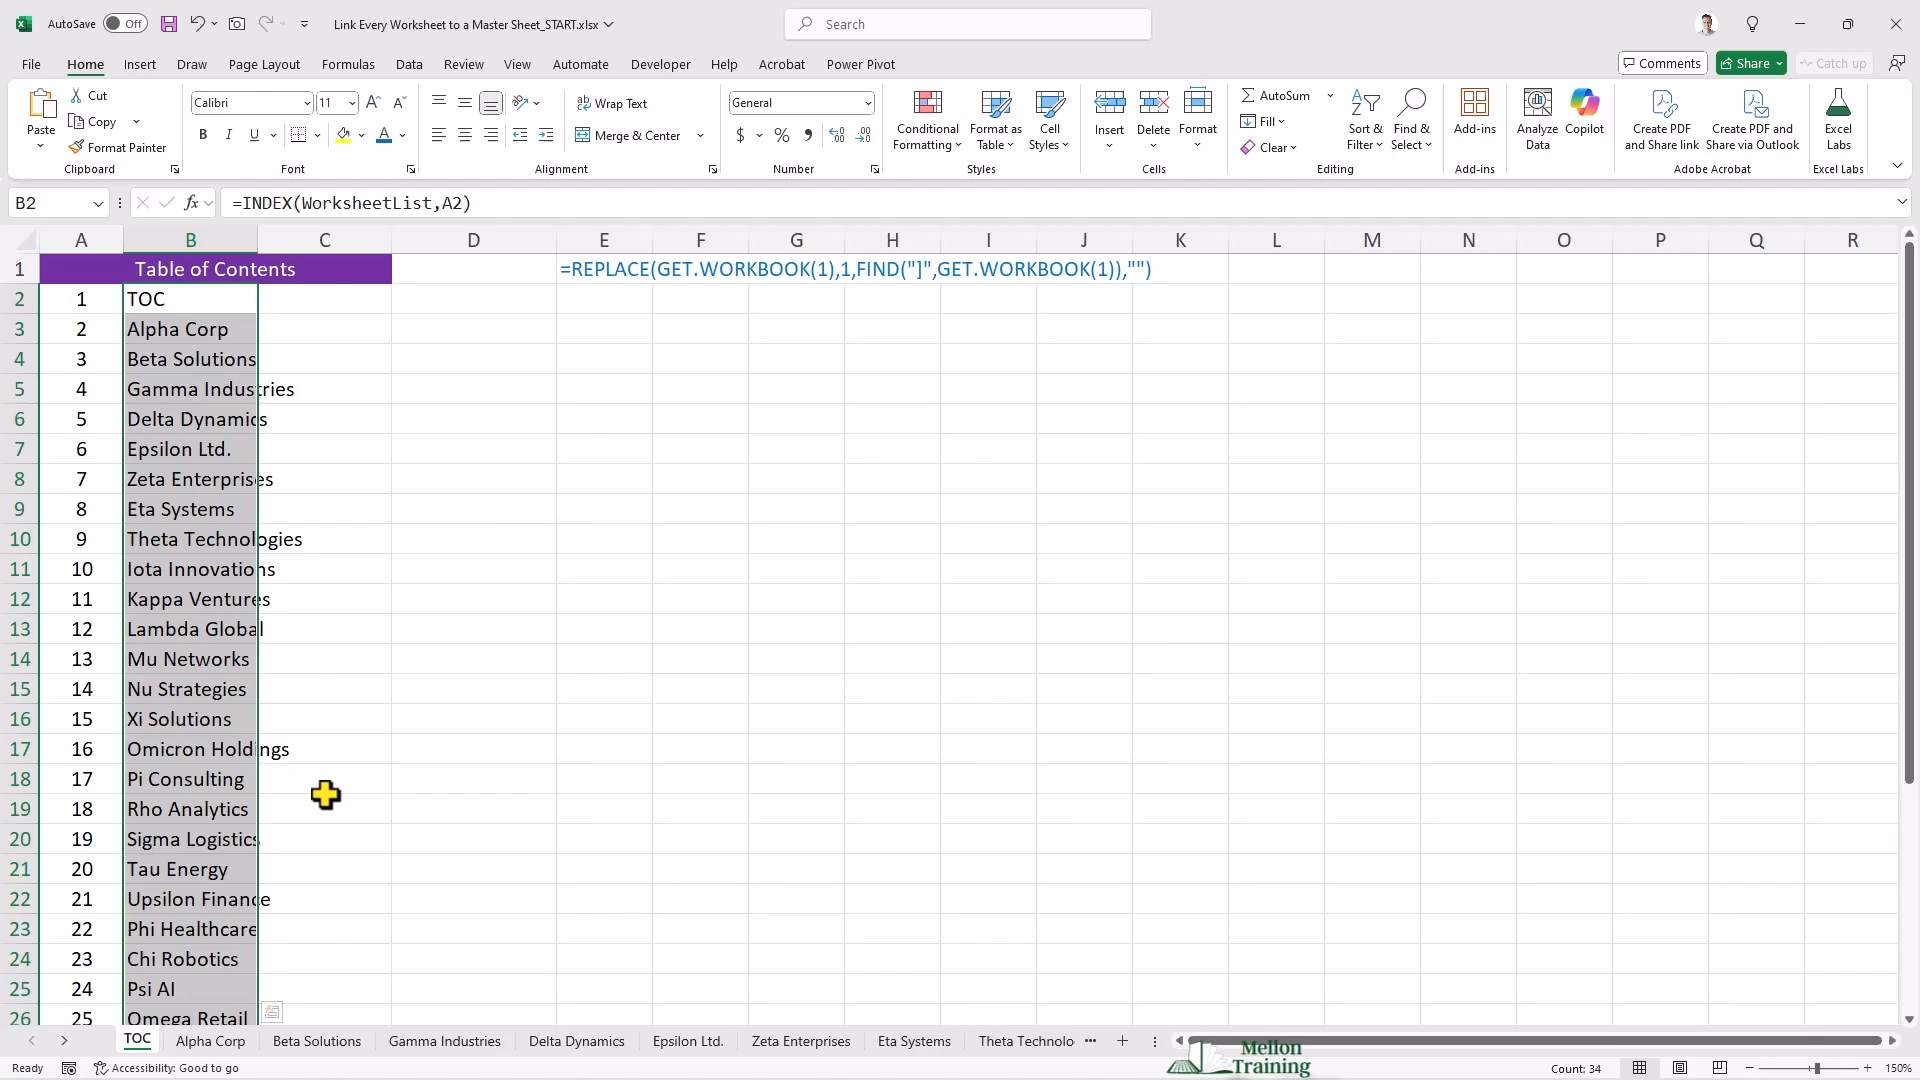 AutoSave Off Link Every Worksheet to a Master Sheet_START.xlsx Search
File Home Insert Draw Page Layout Formulas Data Review View Automate Developer Help Acrobat Power Pivot Comments Share Catch up
Paste Cut Copy Format Painter Clipboard
Calibri 11 B I U A Font
Wrap Text Merge & Center Alignment
General $ % Number
Conditional Formatting Format as Table Cell Styles Styles
Insert Delete Format Cells
AutoSum Fill Clear Sort & Filter Find & Select Editing
Add-ins Add-ins
Analyze Data Copilot
Create PDF and Share link Create PDF and Share via Outlook Adobe Acrobat
Excel Labs Excel Labs
B2 fx =INDEX(WorksheetList,A2)
A B C D E F G H I J K L M N O P Q R
1 Table of Contents =REPLACE(GET.WORKBOOK(1),1,FIND("]",GET.WORKBOOK(1)),"")
2 1 TOC
3 2 Alpha Corp
4 3 Beta Solutions
5 4 Gamma Industries
6 5 Delta Dynamics
7 6 Epsilon Ltd.
8 7 Zeta Enterprises
9 8 Eta Systems
10 9 Theta Technologies
11 10 Iota Innovations
12 11 Kappa Ventures
13 12 Lambda Global
14 13 Mu Networks
15 14 Nu Strategies
16 15 Xi Solutions
17 16 Omicron Holdings
18 17 Pi Consulting
19 18 Rho Analytics
20 19 Sigma Logistics
21 20 Tau Energy
22 21 Upsilon Finance
23 22 Phi Healthcare
24 23 Chi Robotics
25 24 Psi AI
26 25 Omega Retail
TOC Alpha Corp Beta Solutions Gamma Industries Delta Dynamics Epsilon Ltd. Zeta Enterprises Eta Systems Theta Technolo ...
Mellon
Training
Ready Accessibility: Good to go Count: 34 150%